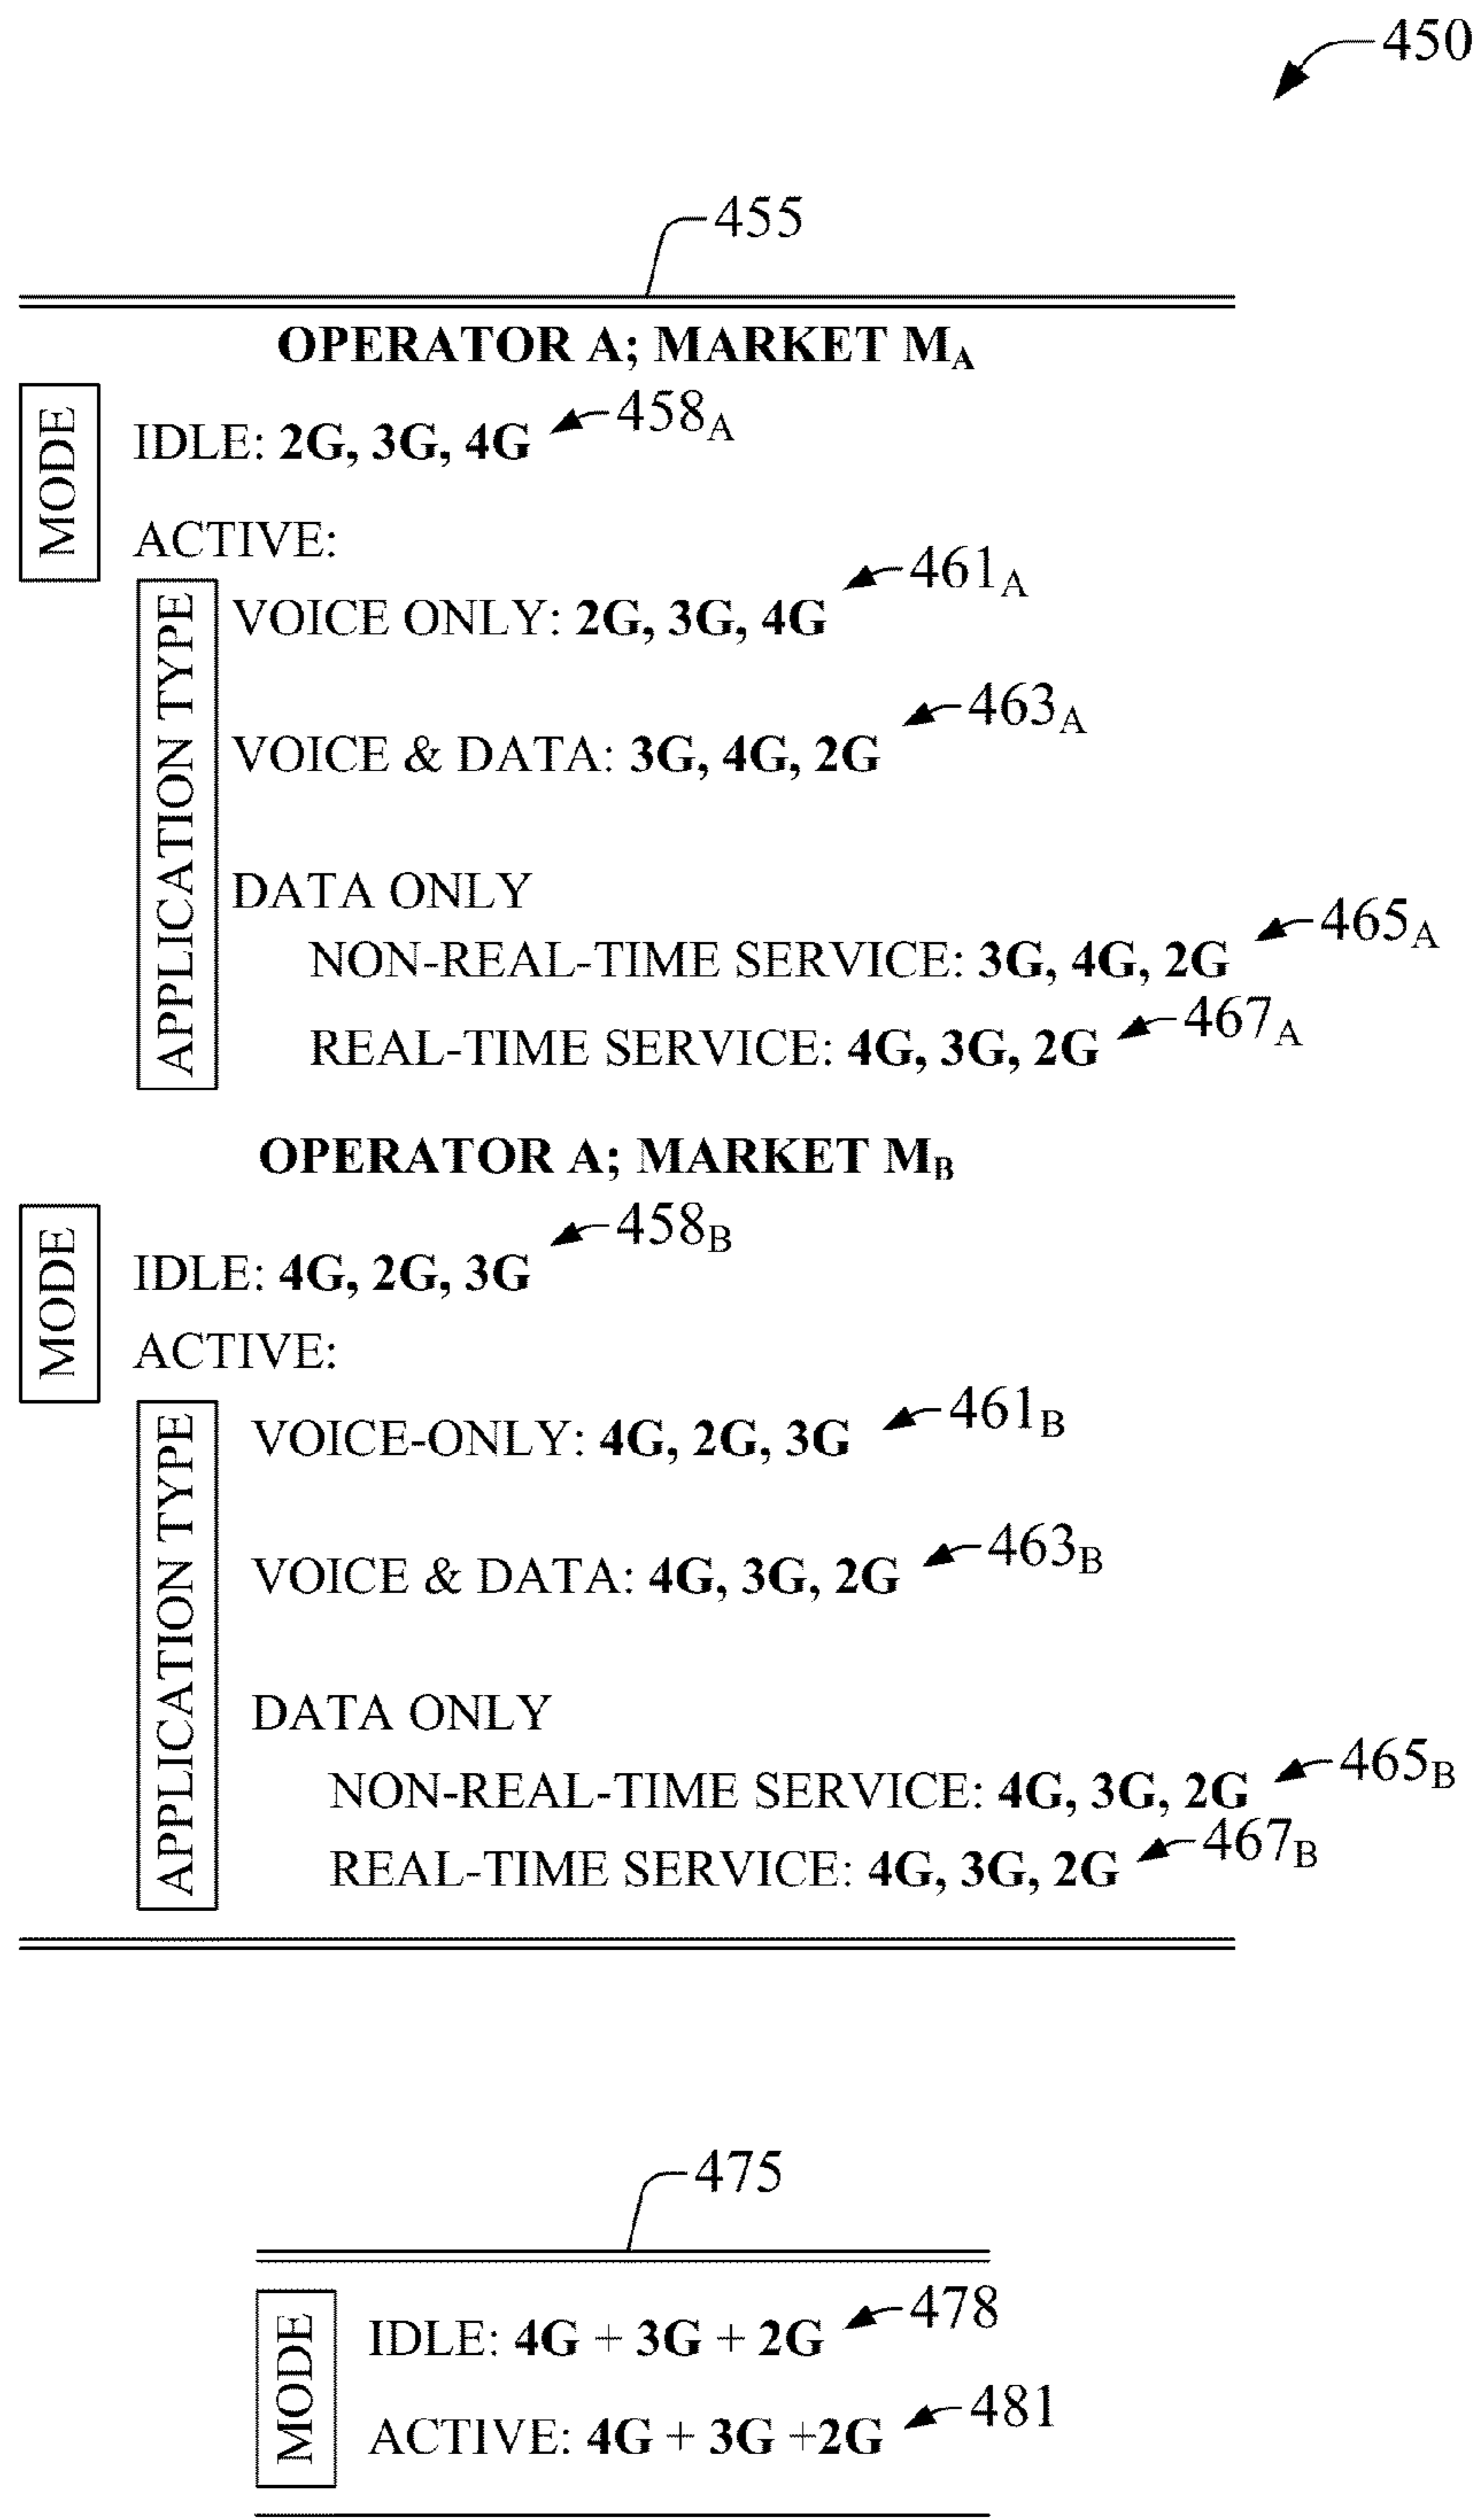 450
455
OPERATOR A; MARKET MA
MODE
IDLE: 2G, 3G, 4G
458A
ACTIVE:
APPLICATION TYPE
VOICE ONLY: 2G, 3G, 4G
461A
VOICE & DATA: 3G, 4G, 2G
463A
DATA ONLY
NON-REAL-TIME SERVICE: 3G, 4G, 2G
465A
REAL-TIME SERVICE: 4G, 3G, 2G
467A
OPERATOR A; MARKET MB
MODE
IDLE: 4G, 2G, 3G
458B
ACTIVE:
APPLICATION TYPE
VOICE-ONLY: 4G, 2G, 3G
461B
VOICE & DATA: 4G, 3G, 2G
463B
DATA ONLY
NON-REAL-TIME SERVICE: 4G, 3G, 2G
465B
REAL-TIME SERVICE: 4G, 3G, 2G
467B
475
MODE
IDLE: 4G + 3G + 2G
478
ACTIVE: 4G + 3G +2G
481